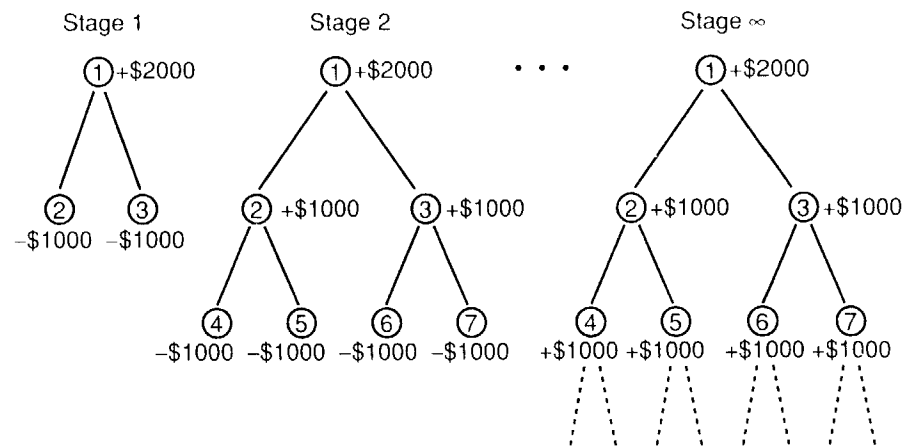 Stage 1 Stage 2 Stage ∞
1 +$2000 1 +$2000 . . . 1 +$2000
2 3 2 +$1000 3 +$1000 2 +$1000 3 +$1000
−$1000 −$1000
4 5 6 7 4 5 6 7
−$1000 −$1000 −$1000 −$1000 +$1000 +$1000 +$1000 +$1000